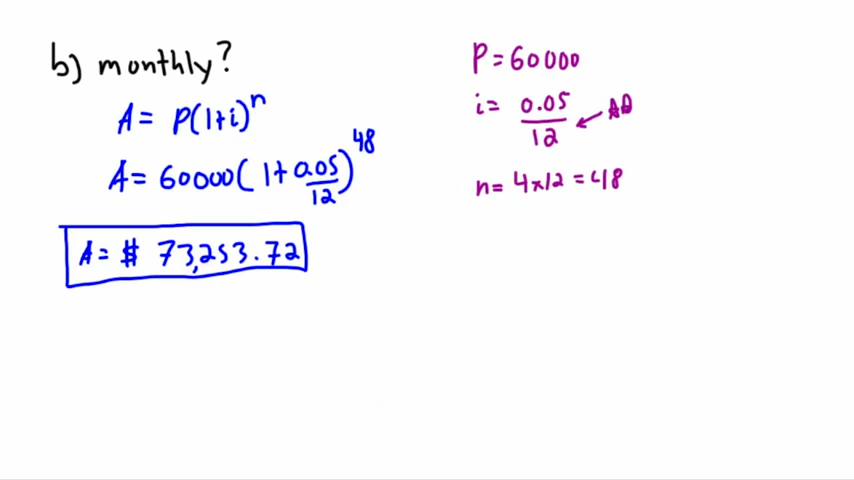 b) monthly?
A = P(1+i)^n
A = 60000(1+0.05/12)^48
A = $ 73,253.72
P = 60000
i = 0.05/12 ←
n = 4x12 = 48